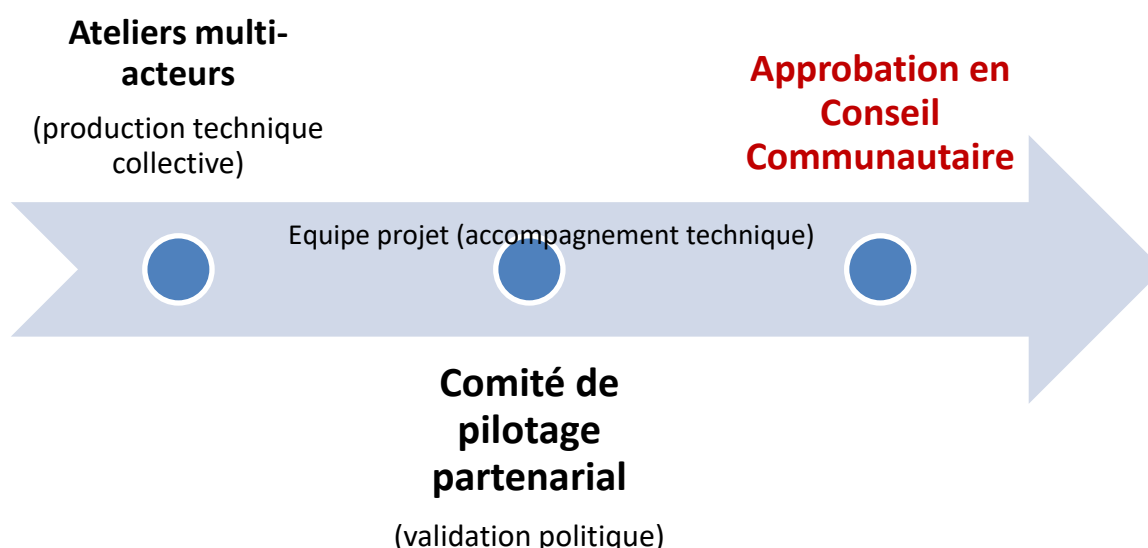 Ateliers multi-
acteurs
(production technique
collective)
Approbation en
Conseil
Communautaire
Equipe projet (accompagnement technique)
Comité de
pilotage
partenarial
(validation politique)